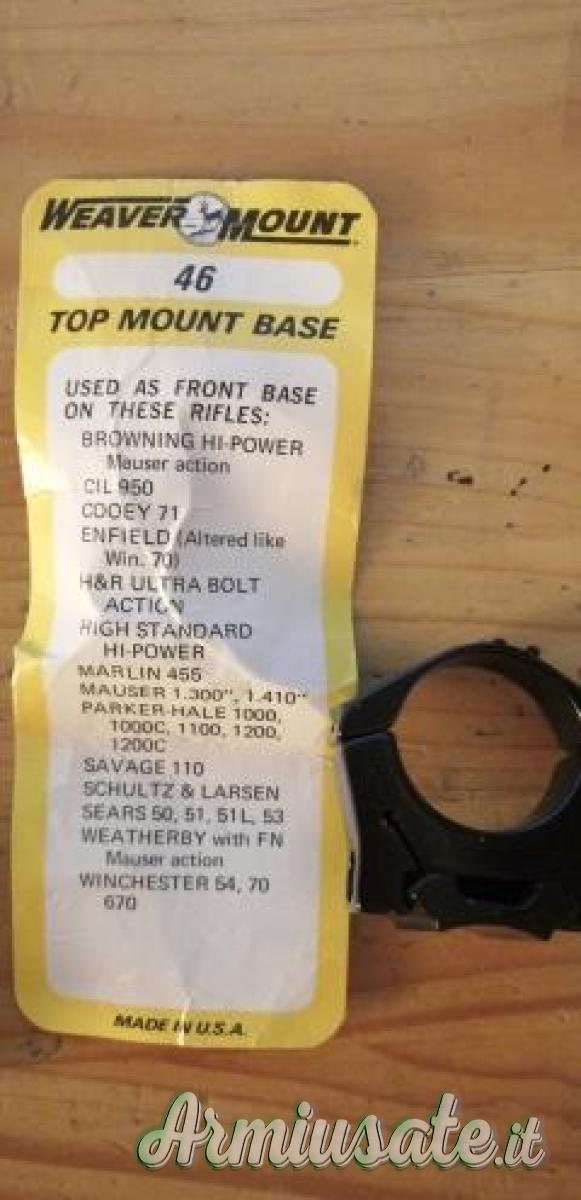 WEAVER MOUNT
46
TOP MOUNT BASE
USED AS FRONT BASE
ON THESE RIFLES:
BROWNING HI-POWER
Mauser action
CIL 950
COOEY 71
ENFIELD (Altered like
Win. 70)
H&R ULTRA BOLT
ACTION
HIGH STANDARD
HI-POWER
MARLIN 455
MAUSER 1.300", 1.410"
PARKER-HALE 1000,
1000C, 1100, 1200,
1200C
SAVAGE 110
SCHULTZ & LARSEN
SEARS 50, 51, 51L, 53
WEATHERBY with FN
Mauser action
WINCHESTER 54, 70
670
MADE IN U.S.A.
Armiusate.it